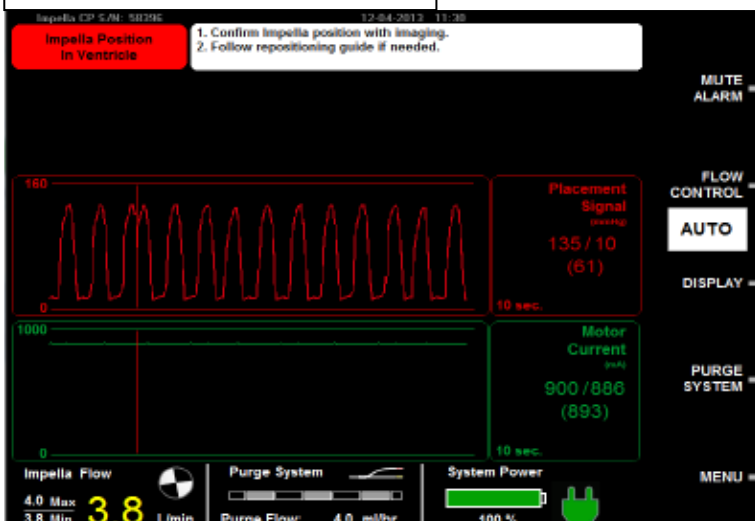 Impella CP S/N: 58396 12-04-2013 11:30
Impella Position
in Ventricle
1. Confirm Impella position with imaging.
2. Follow repositioning guide if needed.
MUTE
ALARM
FLOW
CONTROL
AUTO
DISPLAY
PURGE
SYSTEM
MENU
160
0
Placement
Signal
(mmHg)
135/10
(61)
10 sec.
1000
0
Motor
Current
(mA)
900/886
(893)
10 sec.
Impella Flow
4.0 Max
3.8 Min
3.8
L/min
Purge System
Purge Flow: 4.0 ml/hr
System Power
100 %